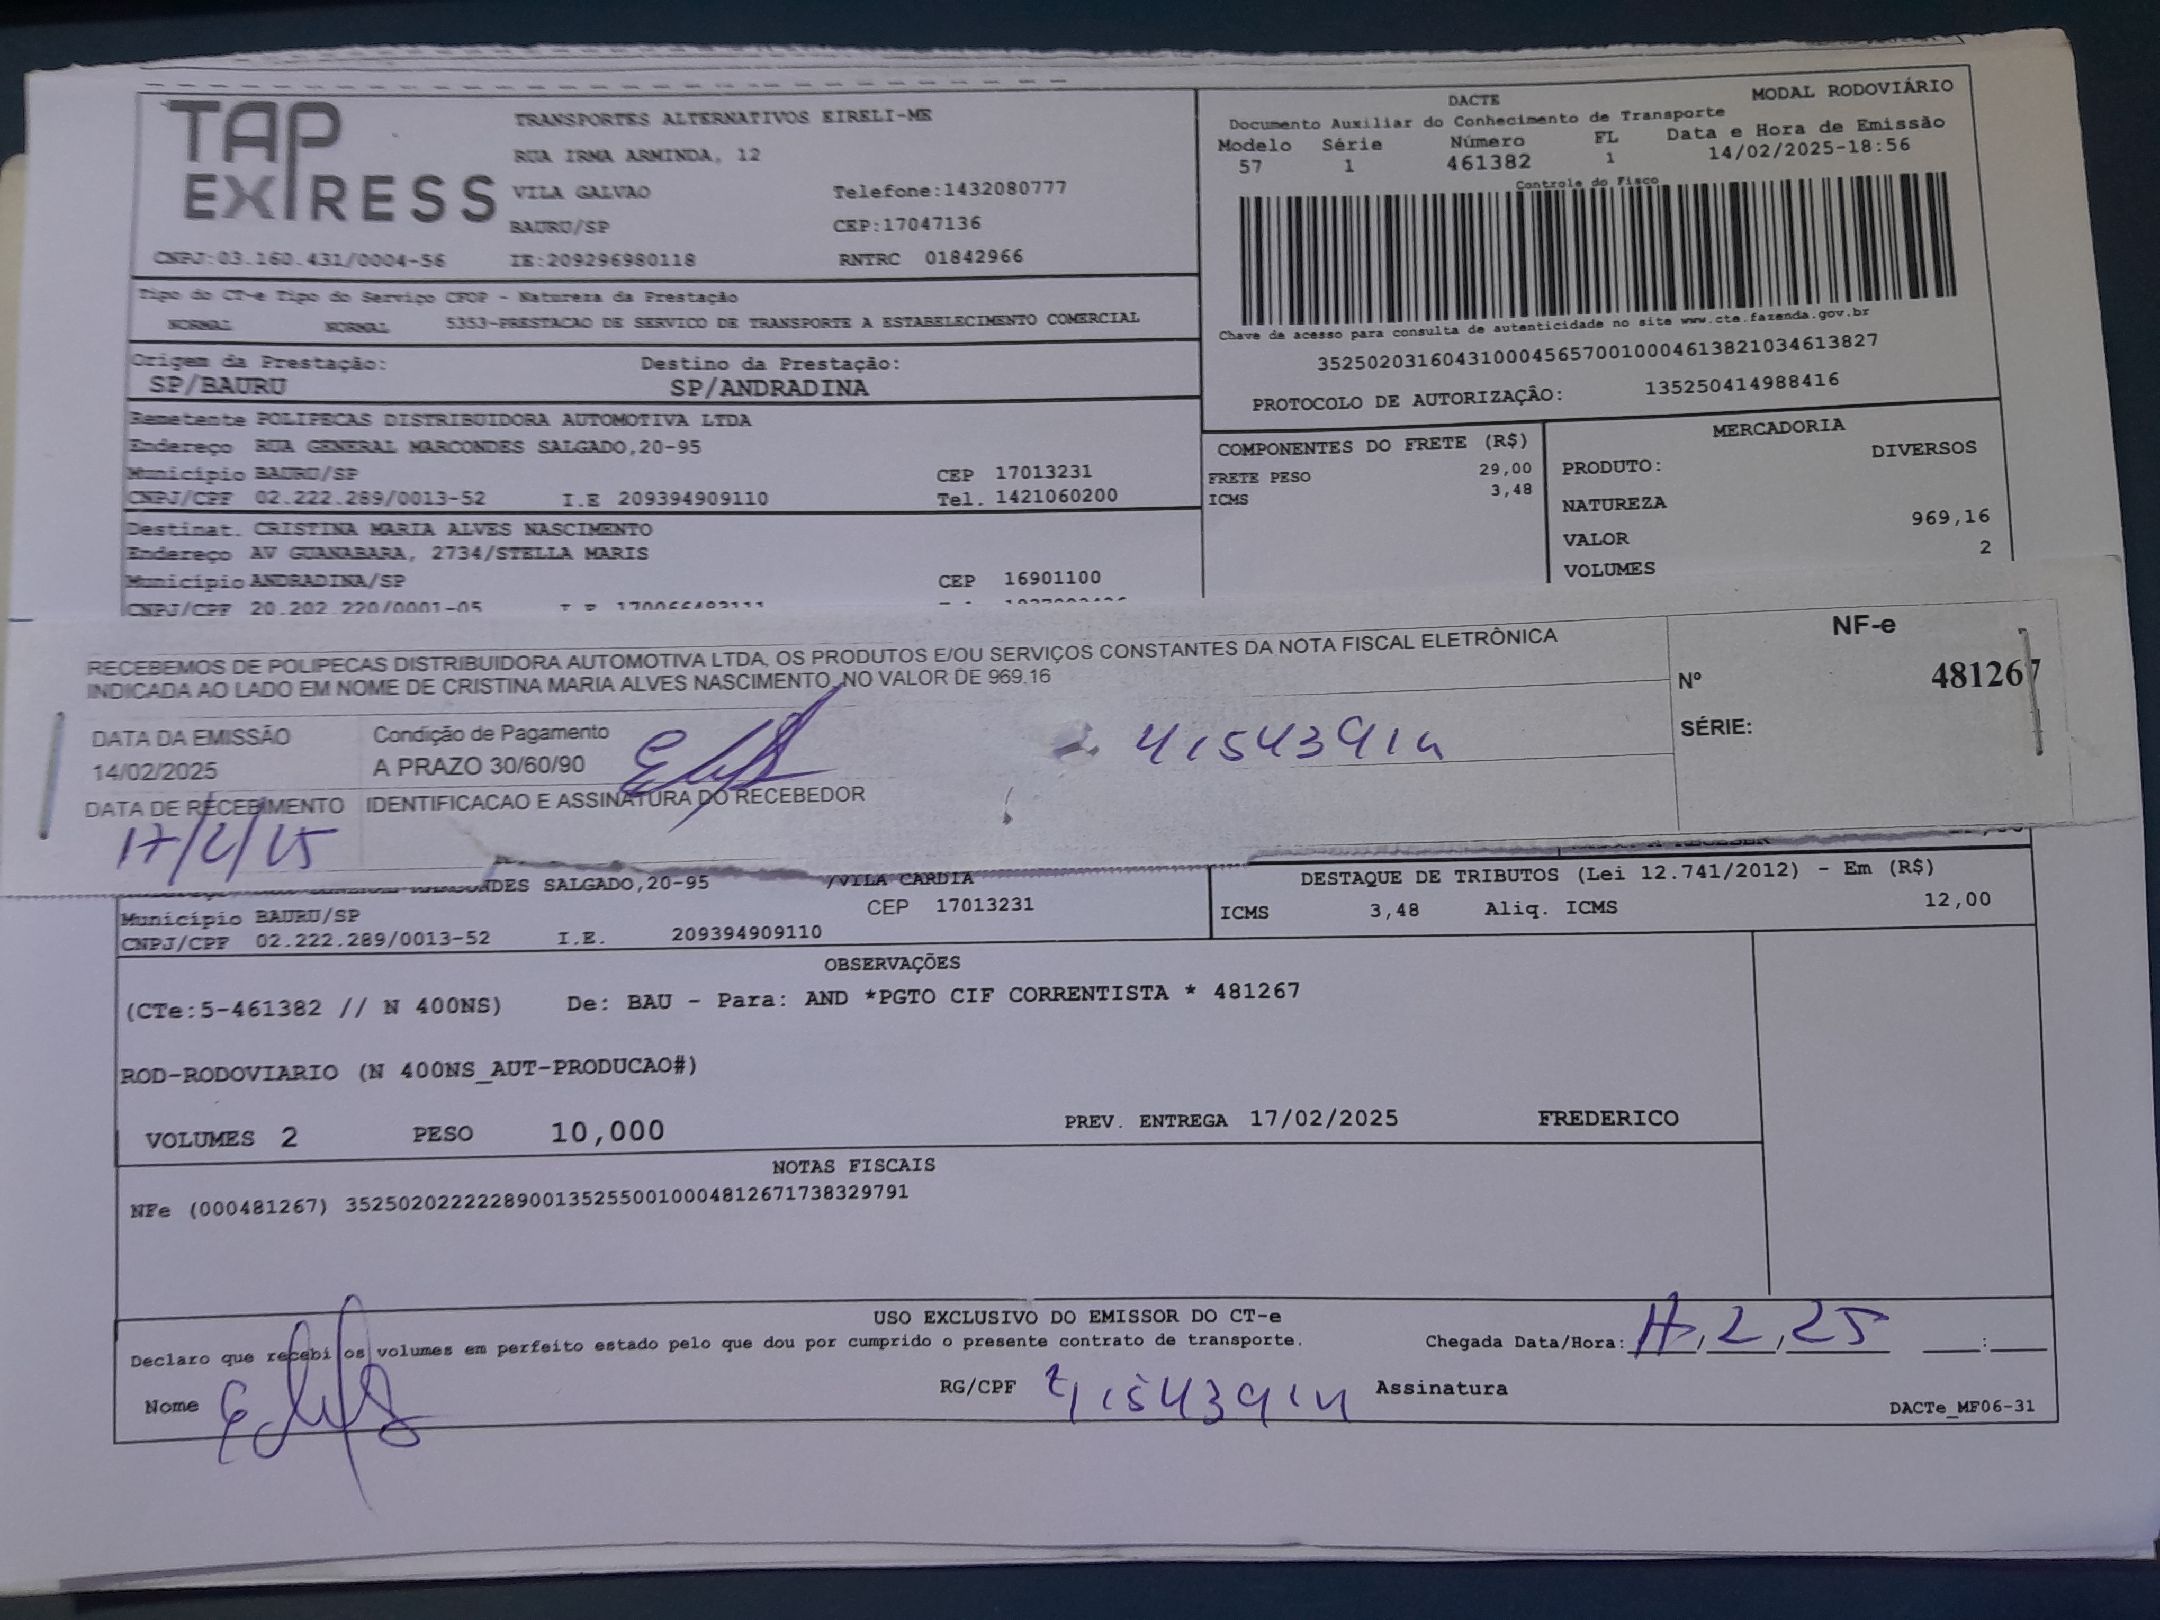 TAP EXPRESS
TRANSPORTES ALTERNATIVOS EIRELI-ME
RUA IRMA ARMINDA, 12
VILA GALVAO Telefone:1432080777
BAURU/SP CEP:17047136
CNPJ:03.160.431/0004-56 IE:209296980118 RNTRC 01842966
DACTE MODAL RODOVIÁRIO
Documento Auxiliar do Conhecimento de Transporte
Modelo Série Número FL Data e Hora de Emissão
57 1 461382 1 14/02/2025-18:56
Controle do Fisco
Chave de acesso para consulta de autenticidade no site www.cte.fazenda.gov.br
35250203160431000456570010004613821034613827
PROTOCOLO DE AUTORIZAÇÃO: 135250414988416
Tipo do CT-e Tipo do Serviço CFOP - Natureza da Prestação
NORMAL NORMAL 5353-PRESTACAO DE SERVICO DE TRANSPORTE A ESTABELECIMENTO COMERCIAL
Origem da Prestação: Destino da Prestação:
SP/BAURU SP/ANDRADINA
Remetente POLIPECAS DISTRIBUIDORA AUTOMOTIVA LTDA
Endereço RUA GENERAL MARCONDES SALGADO,20-95
Município BAURU/SP CEP 17013231
CNPJ/CPF 02.222.289/0013-52 I.E 209394909110 Tel. 1421060200
COMPONENTES DO FRETE (R$)
FRETE PESO 29,00
ICMS 3,48
MERCADORIA
PRODUTO: DIVERSOS
NATUREZA
VALOR 969,16
VOLUMES 2
Destinat. CRISTINA MARIA ALVES NASCIMENTO
Endereço AV GUANABARA, 2734/STELLA MARIS
Município ANDRADINA/SP CEP 16901100
CNPJ/CPF 20.202.220/0001-05
RECEBEMOS DE POLIPECAS DISTRIBUIDORA AUTOMOTIVA LTDA, OS PRODUTOS E/OU SERVIÇOS CONSTANTES DA NOTA FISCAL ELETRÔNICA
INDICADA AO LADO EM NOME DE CRISTINA MARIA ALVES NASCIMENTO, NO VALOR DE 969.16
NF-e
Nº 481267
SÉRIE:
DATA DA EMISSÃO Condição de Pagamento
14/02/2025 A PRAZO 30/60/90
DATA DE RECEBIMENTO IDENTIFICACAO E ASSINATURA DO RECEBEDOR
17/2/25
SALGADO,20-95 /VILA CARDIA
Município BAURU/SP CEP 17013231
CNPJ/CPF 02.222.289/0013-52 I.E. 209394909110
DESTAQUE DE TRIBUTOS (Lei 12.741/2012) - Em (R$)
ICMS 3,48 Aliq. ICMS 12,00
OBSERVAÇÕES
(CTe:5-461382 // N 400NS) De: BAU - Para: AND *PGTO CIF CORRENTISTA * 481267
ROD-RODOVIARIO (N 400NS_AUT-PRODUCAO#)
VOLUMES 2 PESO 10,000 PREV. ENTREGA 17/02/2025 FREDERICO
NOTAS FISCAIS
NFe (000481267) 35250202222289001352550010004812671738329791
USO EXCLUSIVO DO EMISSOR DO CT-e
Declaro que recebi os volumes em perfeito estado pelo que dou por cumprido o presente contrato de transporte. Chegada Data/Hora: 17,2,25 :
Nome RG/CPF Assinatura
DACTe_MF06-31